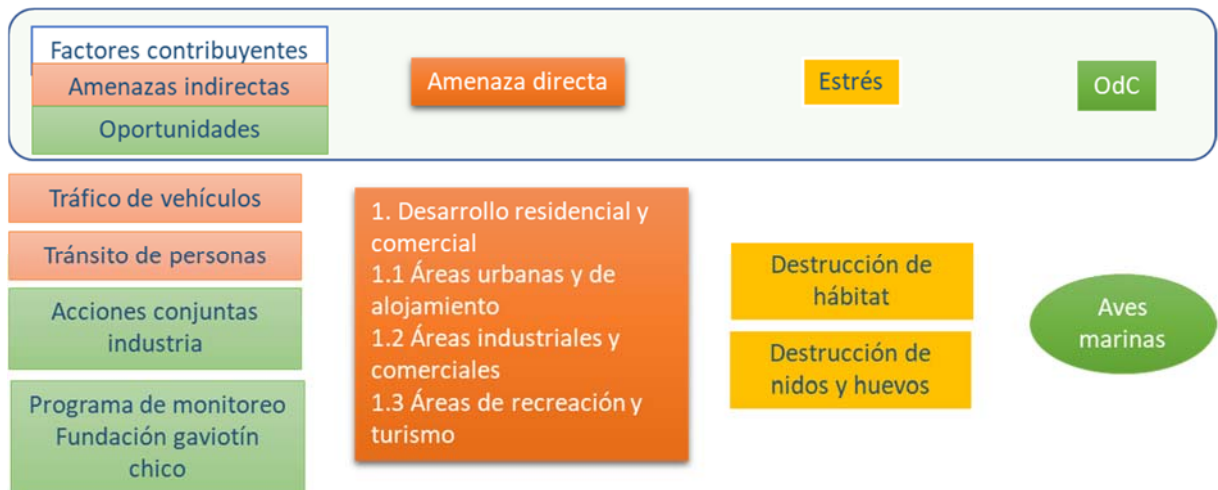 Factores contribuyentes
Amenazas indirectas
Oportunidades
Amenaza directa
Estrés
OdC
Tráfico de vehículos
Tránsito de personas
Acciones conjuntas
industria
Programa de monitoreo
Fundación gaviotín
chico
1. Desarrollo residencial y
comercial
1.1 Áreas urbanas y de
alojamiento
1.2 Áreas industriales y
comerciales
1.3 Áreas de recreación y
turismo
Destrucción de
hábitat
Destrucción de
nidos y huevos
Aves
marinas